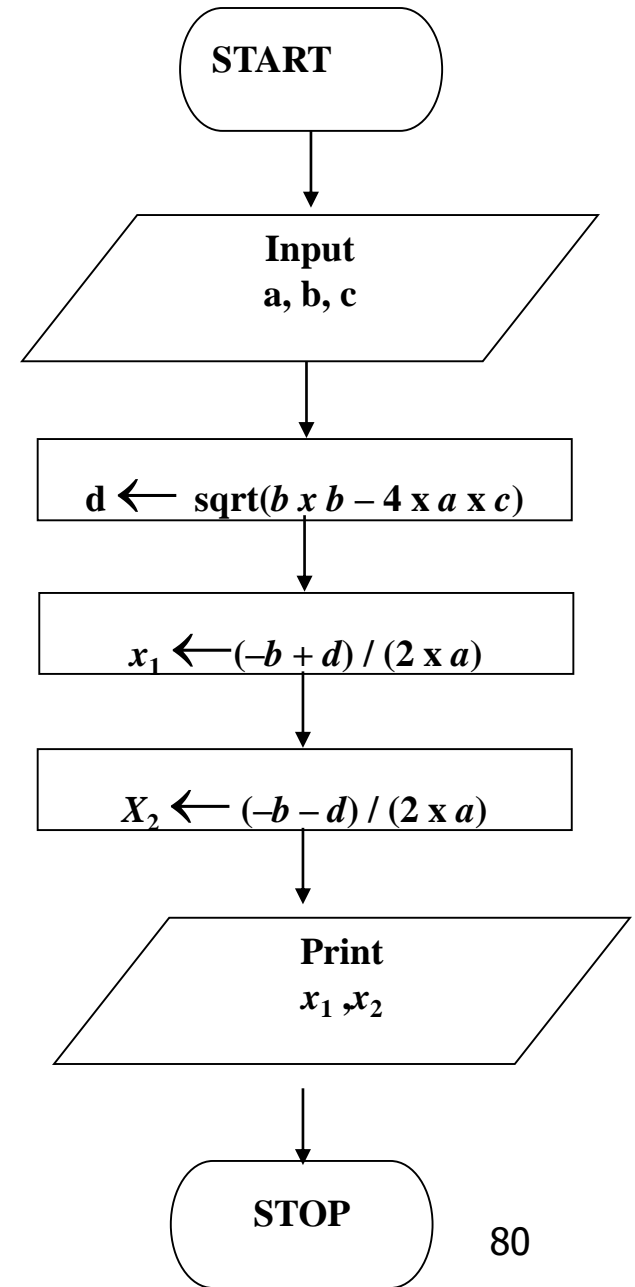 START
Input
a, b, c
d ← sqrt(b x b – 4 x a x c)
x₁ ← (–b + d) / (2 x a)
X₂ ← (–b – d) / (2 x a)
Print
x₁ ,x₂
STOP
80